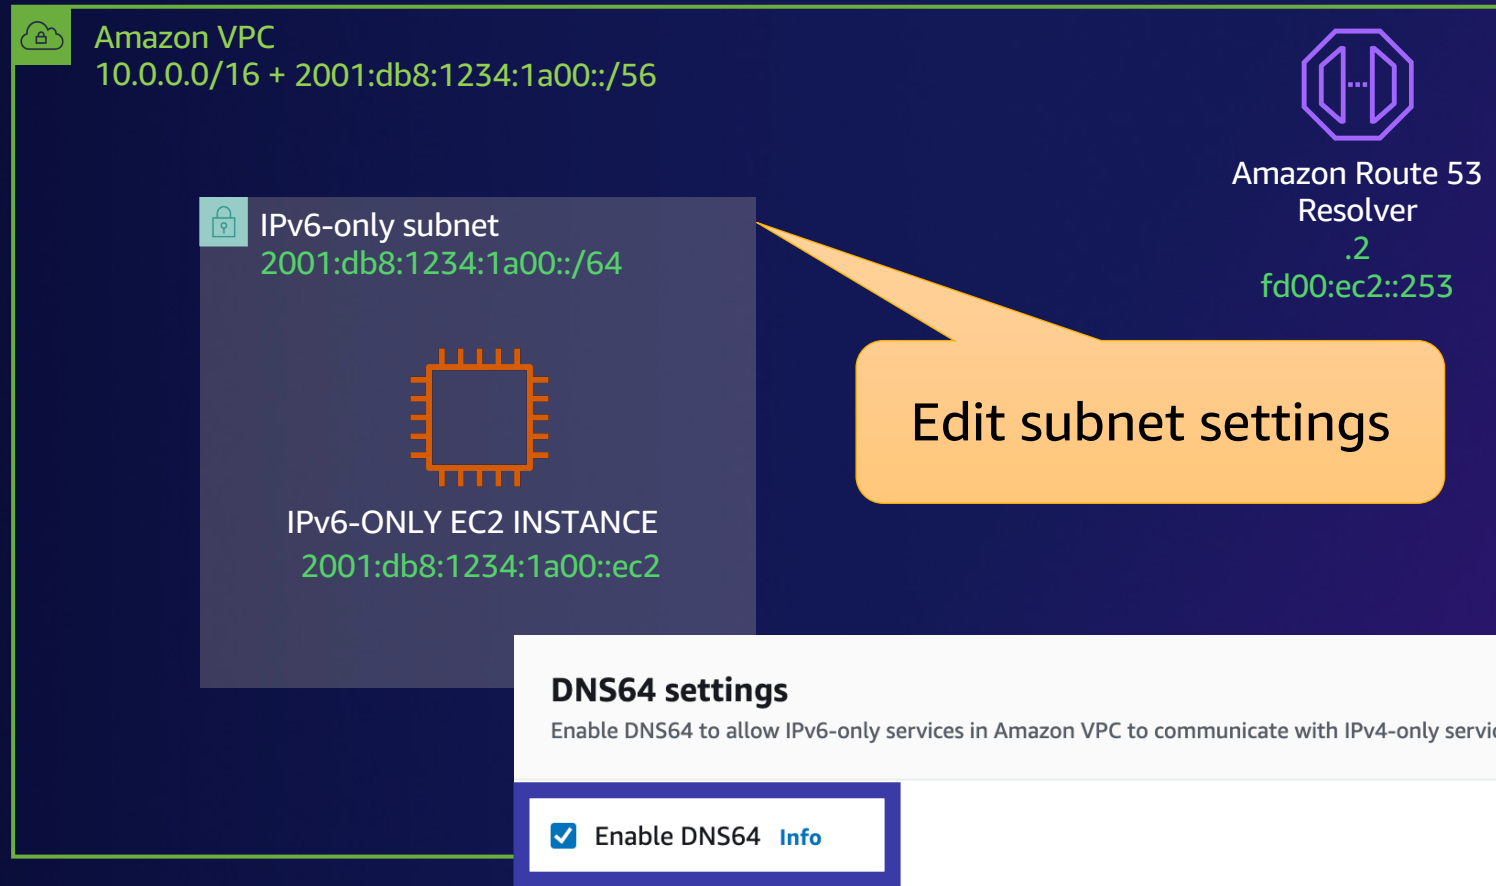 Amazon VPC
10.0.0.0/16 + 2001:db8:1234:1a00::/56
Amazon Route 53
Resolver
.2
fd00:ec2::253
IPv6-only subnet
2001:db8:1234:1a00::/64
Edit subnet settings
IPv6-ONLY EC2 INSTANCE
2001:db8:1234:1a00::ec2
DNS64 settings
Enable DNS64 to allow IPv6-only services in Amazon VPC to communicate with IPv4-only
Enable DNS64 Info